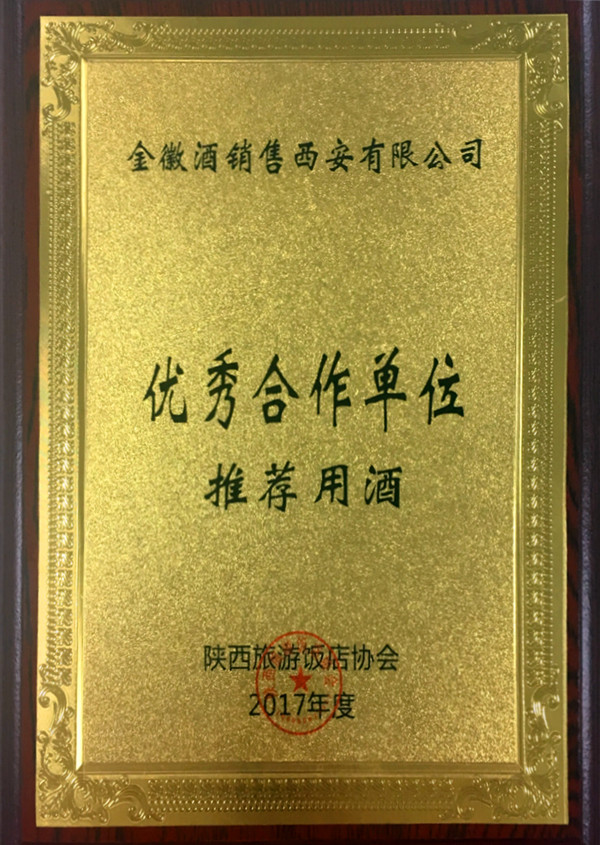 金徽酒销售西安有限公司
优秀合作单位
推荐用酒
陕西旅游饭店协会
2017年度